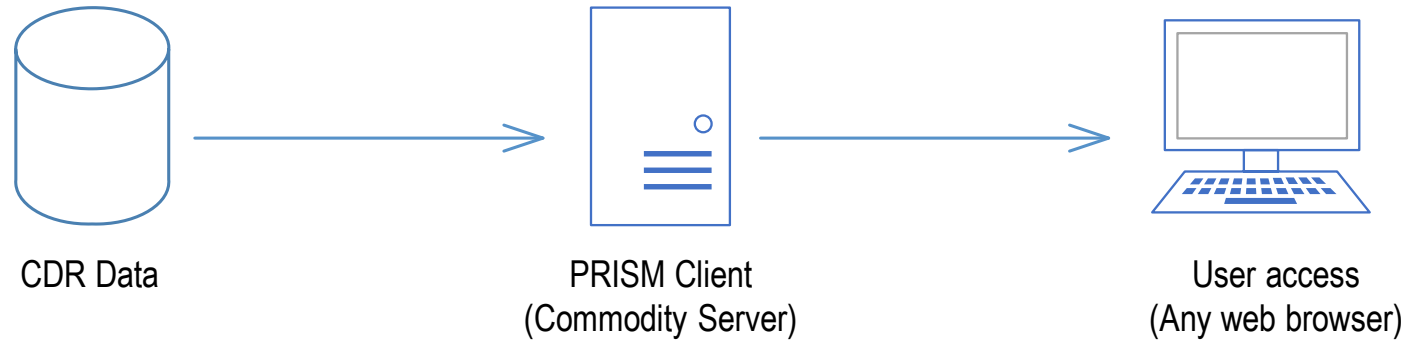 CDR Data
PRISM Client
(Commodity Server)
User access
(Any web browser)